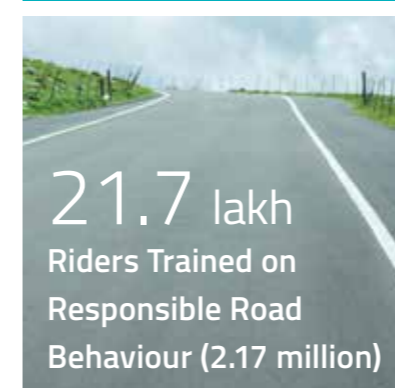 21.7 lakh
Riders Trained on
Responsible Road
Behaviour (2.17 million)